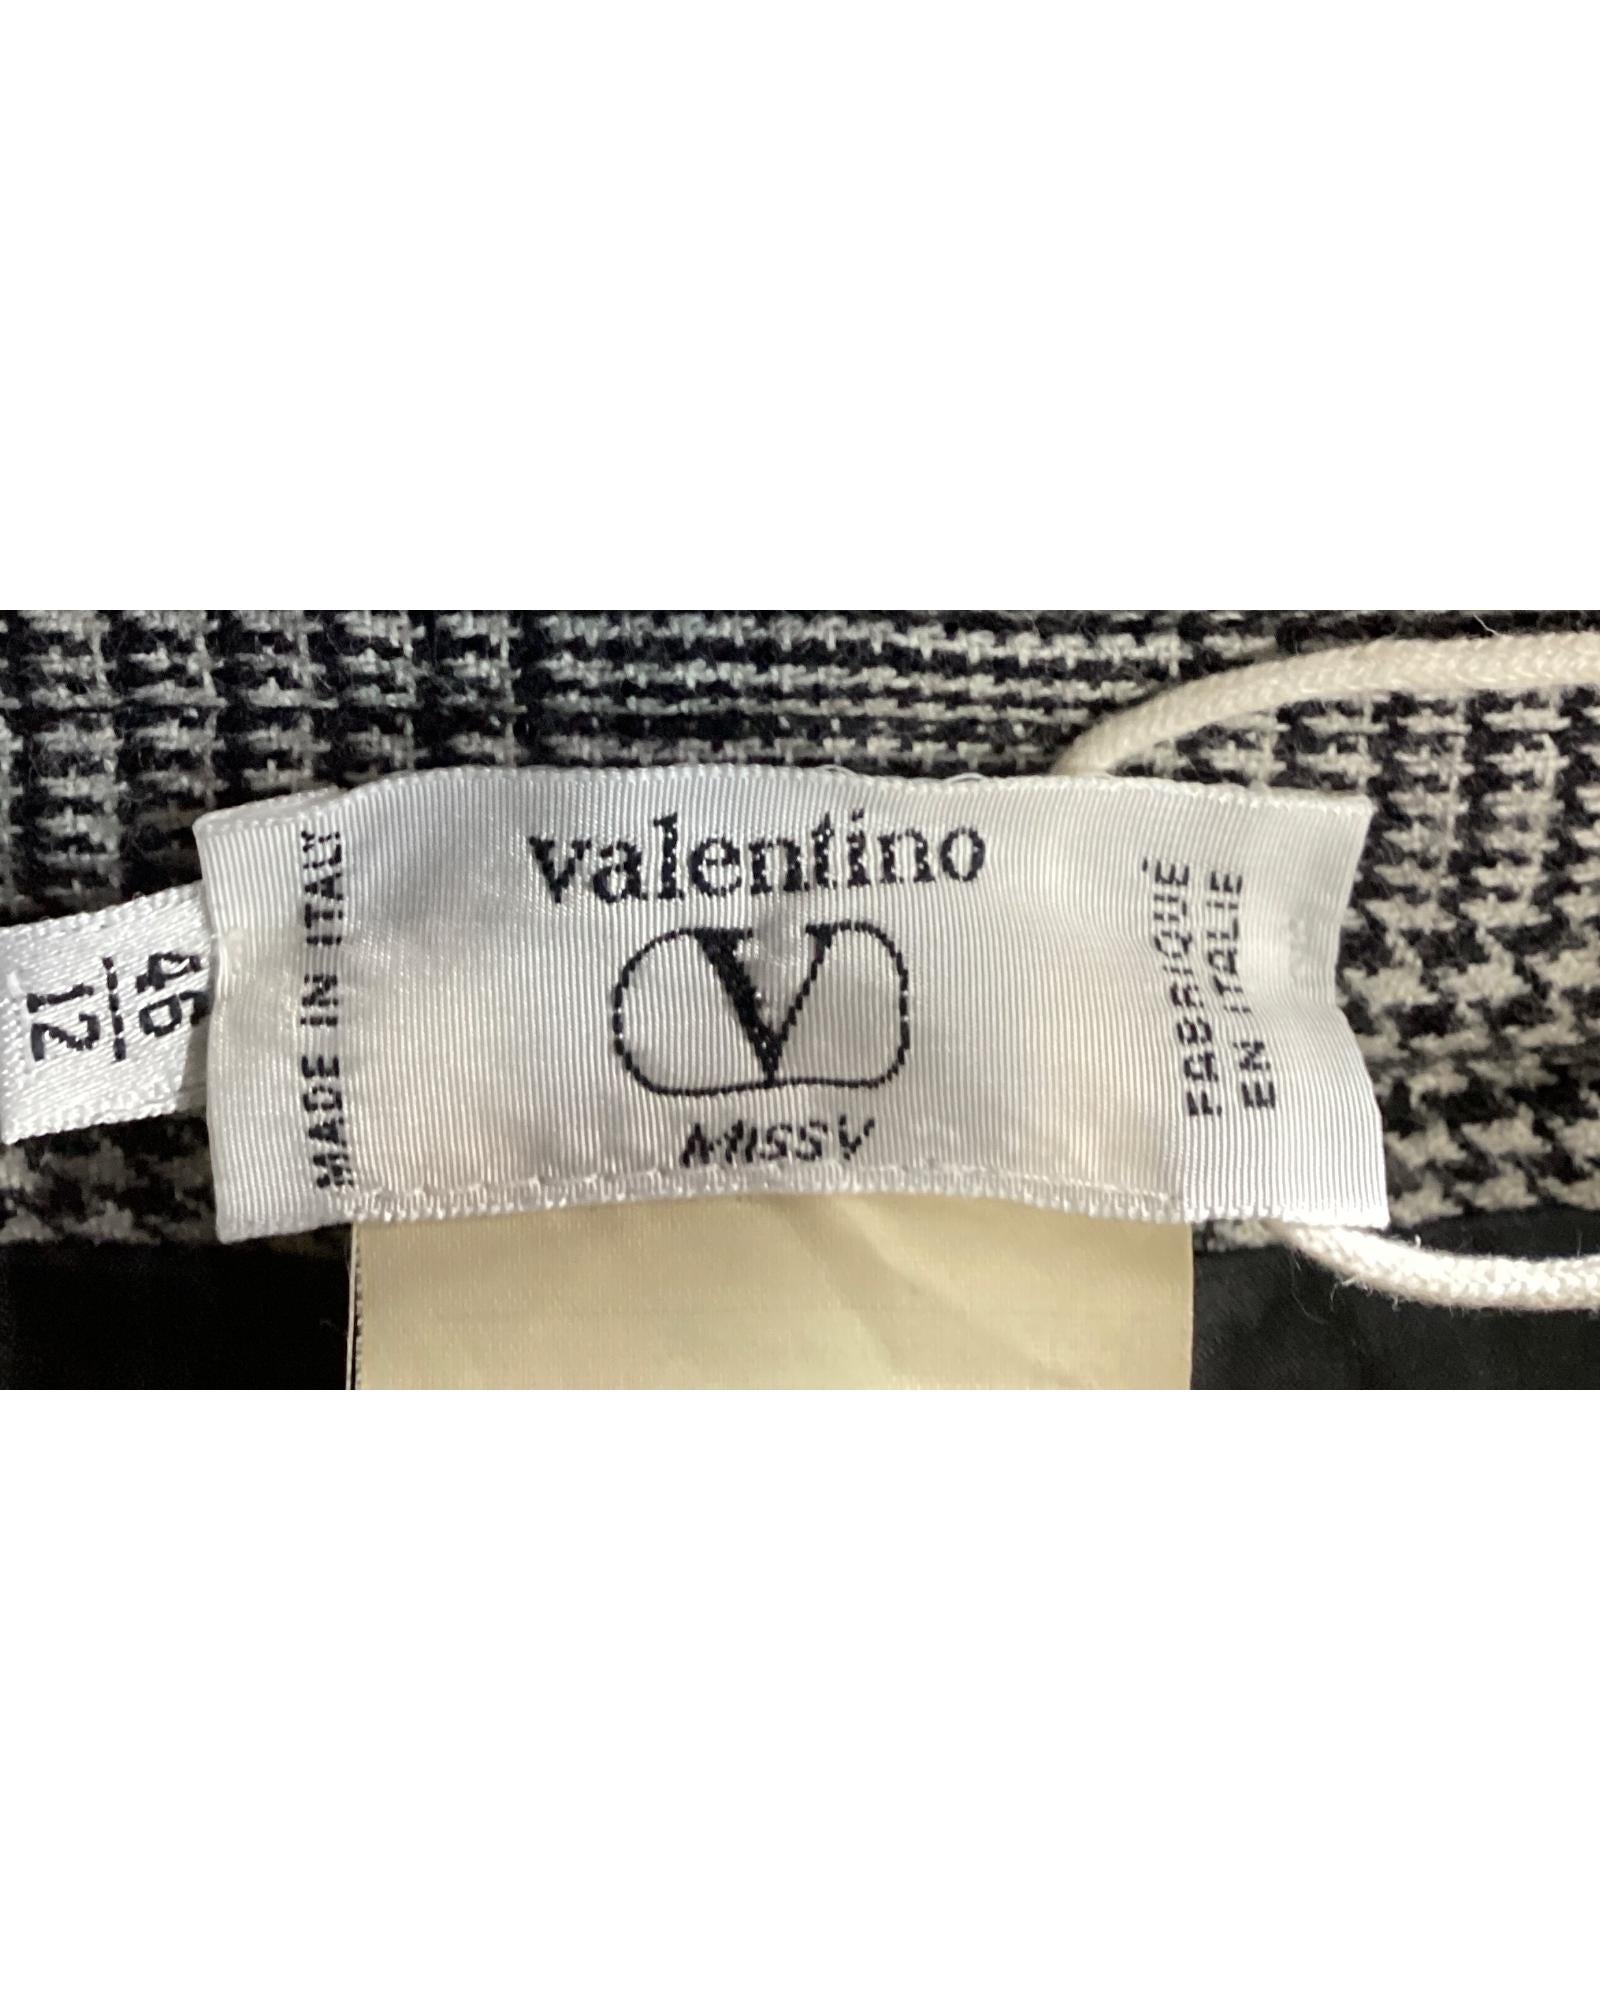 46
12
MADE IN ITALY
valentino
V
MISS V
FABRIQUÉ
EN ITALIE